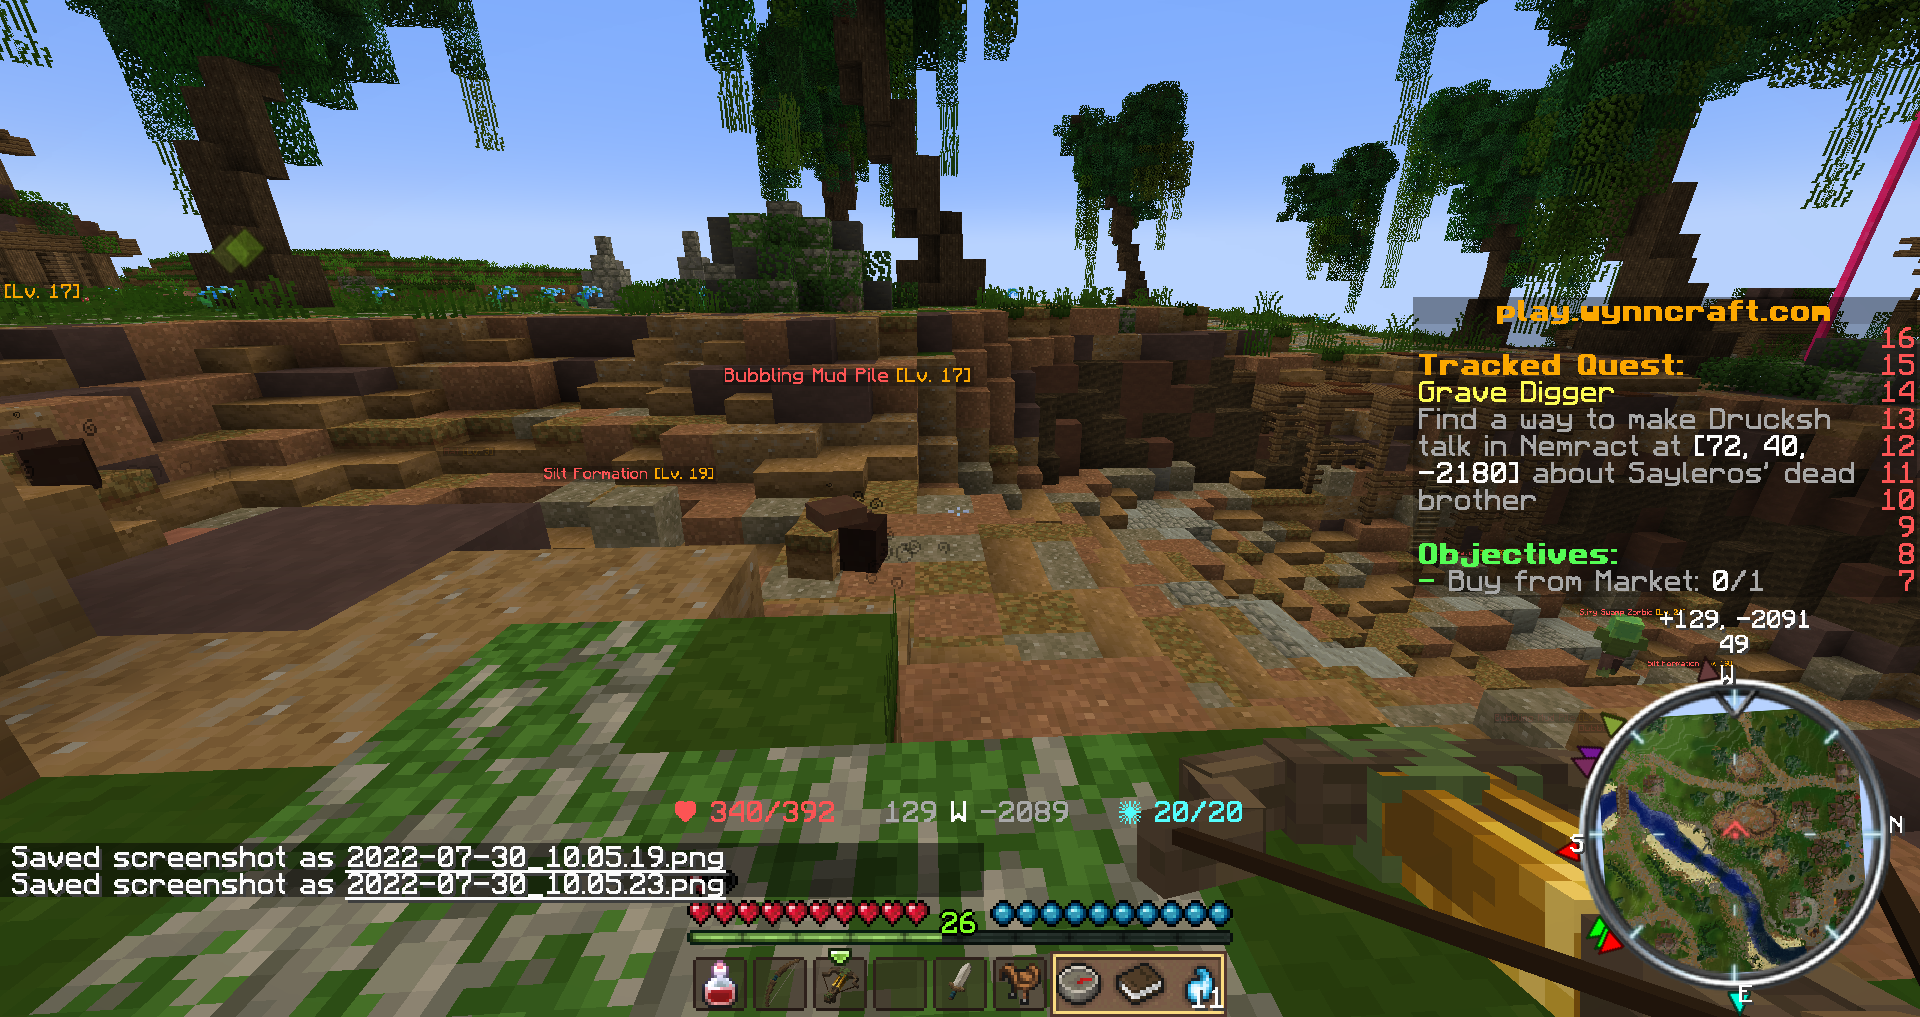 [Lv. 17]
Bubbling Mud Pile [Lv. 17]
Silt Formation [Lv. 19]
play.wynncraft.com
16
Tracked Quest: 15
Grave Digger 14
Find a way to make Drucksh 13
talk in Nemract at [72, 40, 12
-2180] about Sayleros' dead 11
brother 10
9
Objectives: 8
- Buy from Market: 0/1 7
+129, -2091
49
W
N
S
E
340/392 129 W -2089 20/20
Saved screenshot as 2022-07-30_10.05.19.png
Saved screenshot as 2022-07-30_10.05.23.png
26
11